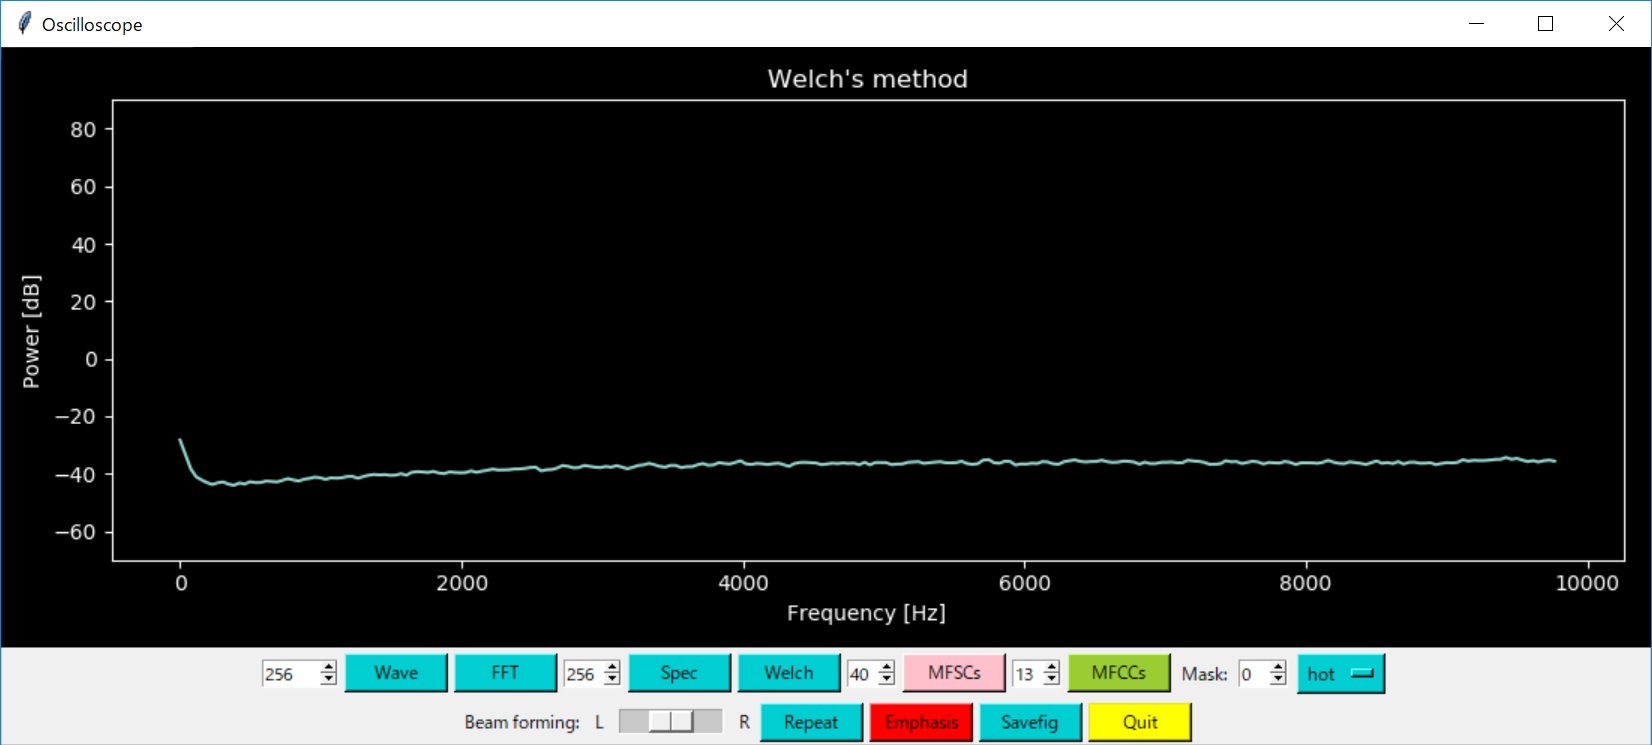 Oscilloscope
Welch's method
80
60
40
20
0
−20
−40
−60
Power [dB]
0 2000 4000 6000 8000 10000
Frequency [Hz]
256 Wave FFT 256 Spec Welch 40 MFSCs 13 MFCCs Mask: 0 hot
Beam forming: L R Repeat Emphasis Savefig Quit